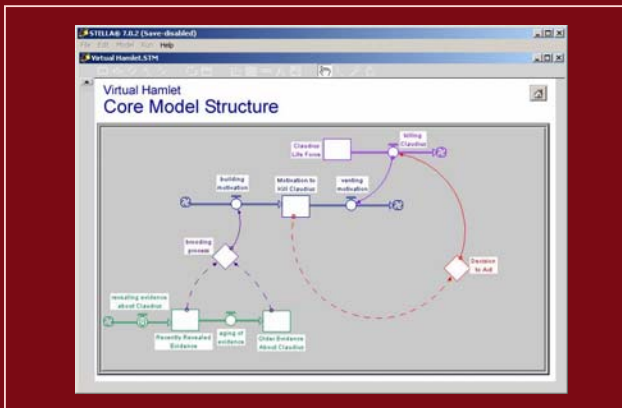 STELLA® 7.0.2 (Save-disabled)
File Edit Model Run Help
Virtual Hamlet.STM
Virtual Hamlet
Core Model Structure
Claudius
Life Force
killing
Claudius
building
motivation
Motivation to
kill Claudius
venting
motivation
brooding
process
Decision
to Aid
revealing evidence
about Claudius
Recently Revealed
Evidence
aging of
evidence
Older Evidence
About Claudius